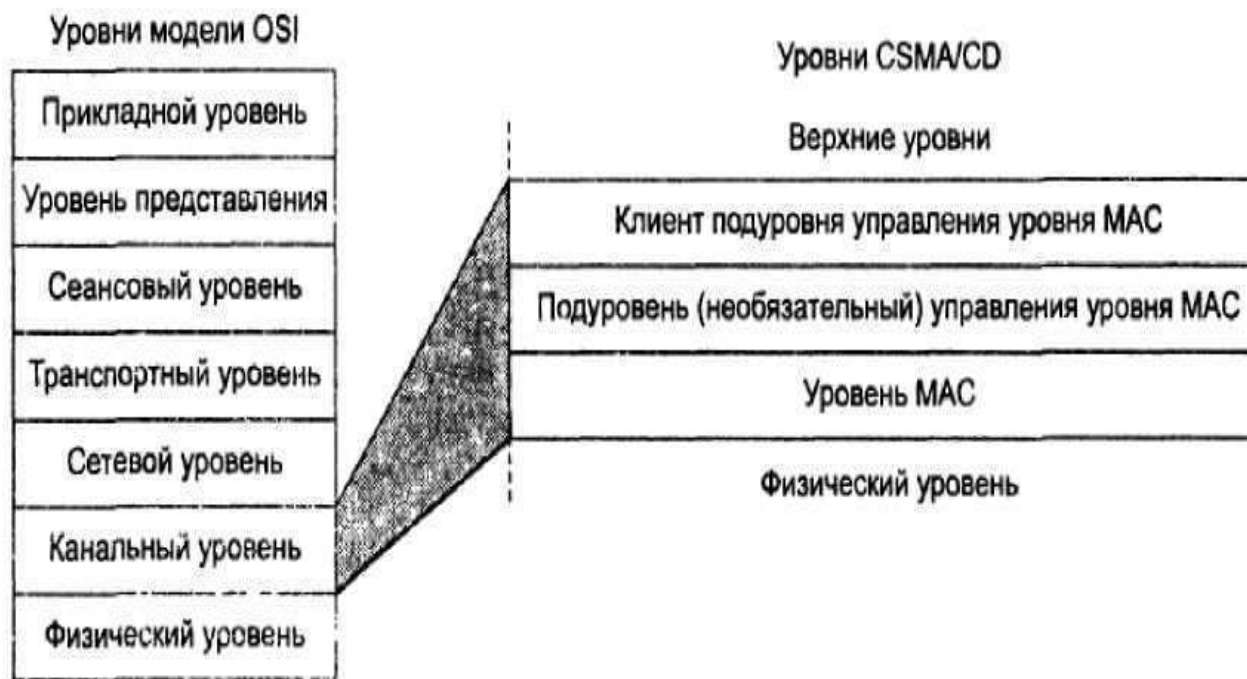 Уровни модели OSI
Прикладной уровень
Уровень представления
Сеансовый уровень
Транспортный уровень
Сетевой уровень
Канальный уровень
Физический уровень
Уровни CSMA/CD
Верхние уровни
Клиент подуровня управления уровня MAC
Подуровень (необязательный) управления уровня MAC
Уровень MAC
Физический уровень